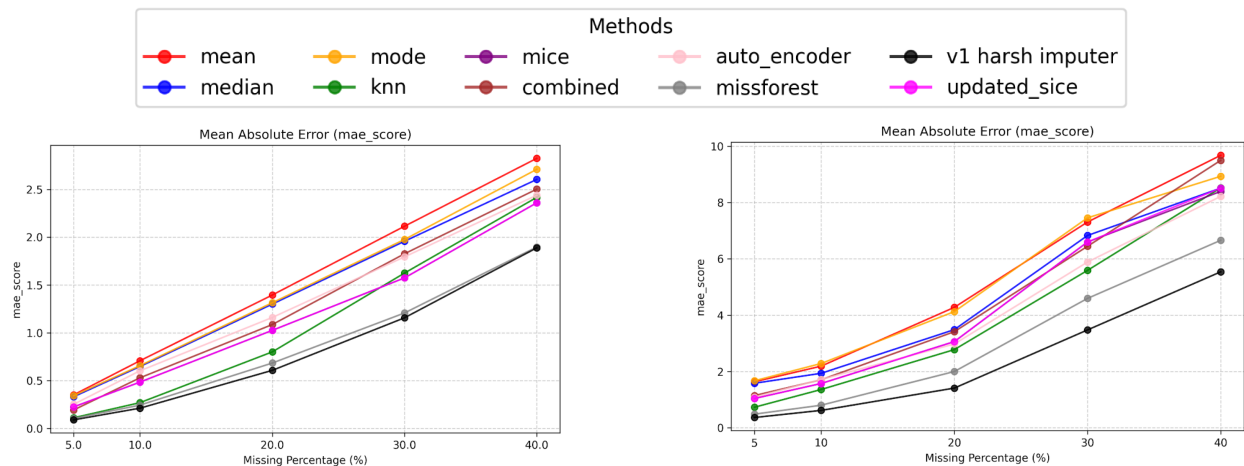 Methods
mean mode mice auto_encoder v1 harsh imputer
median knn combined missforest updated_sice
Mean Absolute Error (mae_score)
mae_score
2.5
2.0
1.5
1.0
0.5
0.0
5.0 10.0 20.0 30.0 40.0
Missing Percentage (%)
Mean Absolute Error (mae_score)
mae_score
10
8
6
4
2
0
5 10 20 30 40
Missing Percentage (%)